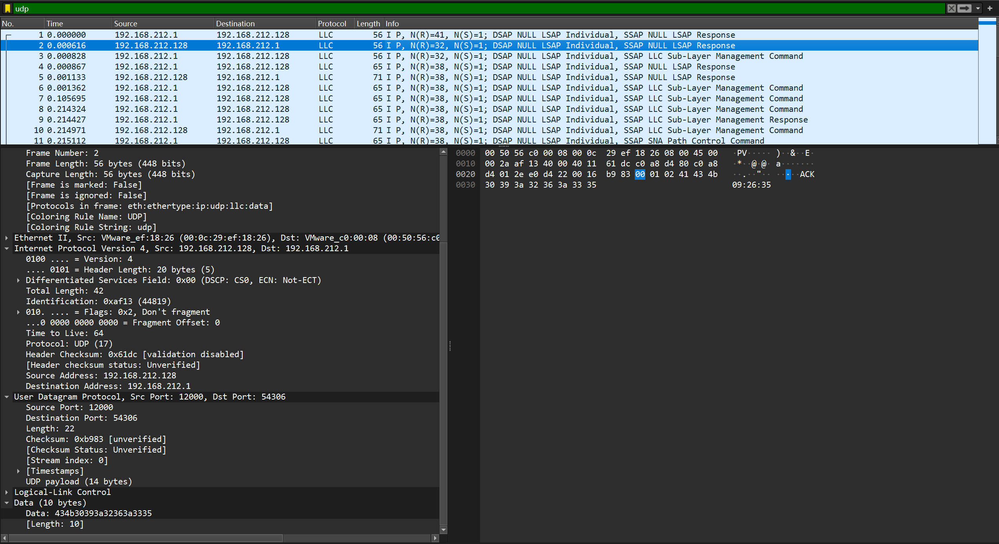 udp
No. Time Source Destination Protocol Length Info
1 0.000000 192.168.212.1 192.168.212.128 LLC 56 I P, N(R)=41, N(S)=1; DSAP NULL LSAP Individual, SSAP NULL LSAP Response
2 0.000616 192.168.212.128 192.168.212.1 LLC 56 I P, N(R)=32, N(S)=1; DSAP NULL LSAP Individual, SSAP NULL LSAP Response
3 0.000828 192.168.212.1 192.168.212.128 LLC 56 I P, N(R)=32, N(S)=1; DSAP NULL LSAP Individual, SSAP LLC Sub-Layer Management Command
4 0.000867 192.168.212.1 192.168.212.128 LLC 65 I P, N(R)=38, N(S)=1; DSAP NULL LSAP Individual, SSAP NULL LSAP Response
5 0.001133 192.168.212.128 192.168.212.1 LLC 71 I P, N(R)=38, N(S)=1; DSAP NULL LSAP Individual, SSAP NULL LSAP Response
6 0.001362 192.168.212.1 192.168.212.128 LLC 65 I P, N(R)=38, N(S)=1; DSAP NULL LSAP Individual, SSAP LLC Sub-Layer Management Command
7 0.105695 192.168.212.1 192.168.212.128 LLC 65 I P, N(R)=38, N(S)=1; DSAP NULL LSAP Individual, SSAP LLC Sub-Layer Management Command
8 0.214324 192.168.212.1 192.168.212.128 LLC 65 I P, N(R)=38, N(S)=1; DSAP NULL LSAP Individual, SSAP LLC Sub-Layer Management Command
9 0.214427 192.168.212.1 192.168.212.128 LLC 65 I P, N(R)=38, N(S)=1; DSAP NULL LSAP Individual, SSAP LLC Sub-Layer Management Response
10 0.214971 192.168.212.128 192.168.212.1 LLC 71 I P, N(R)=38, N(S)=1; DSAP NULL LSAP Individual, SSAP LLC Sub-Layer Management Command
11 0.215112 192.168.212.1 192.168.212.128 LLC 65 I P, N(R)=38, N(S)=1; DSAP NULL LSAP Individual, SSAP SNA Path Control Command
Frame Number: 2
Frame Length: 56 bytes (448 bits)
Capture Length: 56 bytes (448 bits)
[Frame is marked: False]
[Frame is ignored: False]
[Protocols in frame: eth:ethertype:ip:udp:llc:data]
[Coloring Rule Name: UDP]
[Coloring Rule String: udp]
Ethernet II, Src: VMware_ef:18:26 (00:0c:29:ef:18:26), Dst: VMware_c0:00:08 (00:50:56:c0
Internet Protocol Version 4, Src: 192.168.212.128, Dst: 192.168.212.1
0100 .... = Version: 4
.... 0101 = Header Length: 20 bytes (5)
Differentiated Services Field: 0x00 (DSCP: CS0, ECN: Not-ECT)
Total Length: 42
Identification: 0xaf13 (44819)
010. .... = Flags: 0x2, Don't fragment
...0 0000 0000 0000 = Fragment Offset: 0
Time to Live: 64
Protocol: UDP (17)
Header Checksum: 0x61dc [validation disabled]
[Header checksum status: Unverified]
Source Address: 192.168.212.128
Destination Address: 192.168.212.1
User Datagram Protocol, Src Port: 12000, Dst Port: 54306
Source Port: 12000
Destination Port: 54306
Length: 22
Checksum: 0xb983 [unverified]
[Checksum Status: Unverified]
[Stream index: 0]
[Timestamps]
UDP payload (14 bytes)
Logical-Link Control
Data (10 bytes)
Data: 434b30393a32363a3335
[Length: 10]
0000 00 50 56 c0 00 08 00 0c 29 ef 18 26 08 00 45 00 ·PV····· )··&··E·
0010 00 2a af 13 40 00 40 11 61 dc c0 a8 d4 80 c0 a8 ·*··@·@· a·······
0020 d4 01 2e e0 d4 22 00 16 b9 83 00 01 02 41 43 4b ··.··"·· ·····ACK
0030 30 39 3a 32 36 3a 33 35 09:26:35